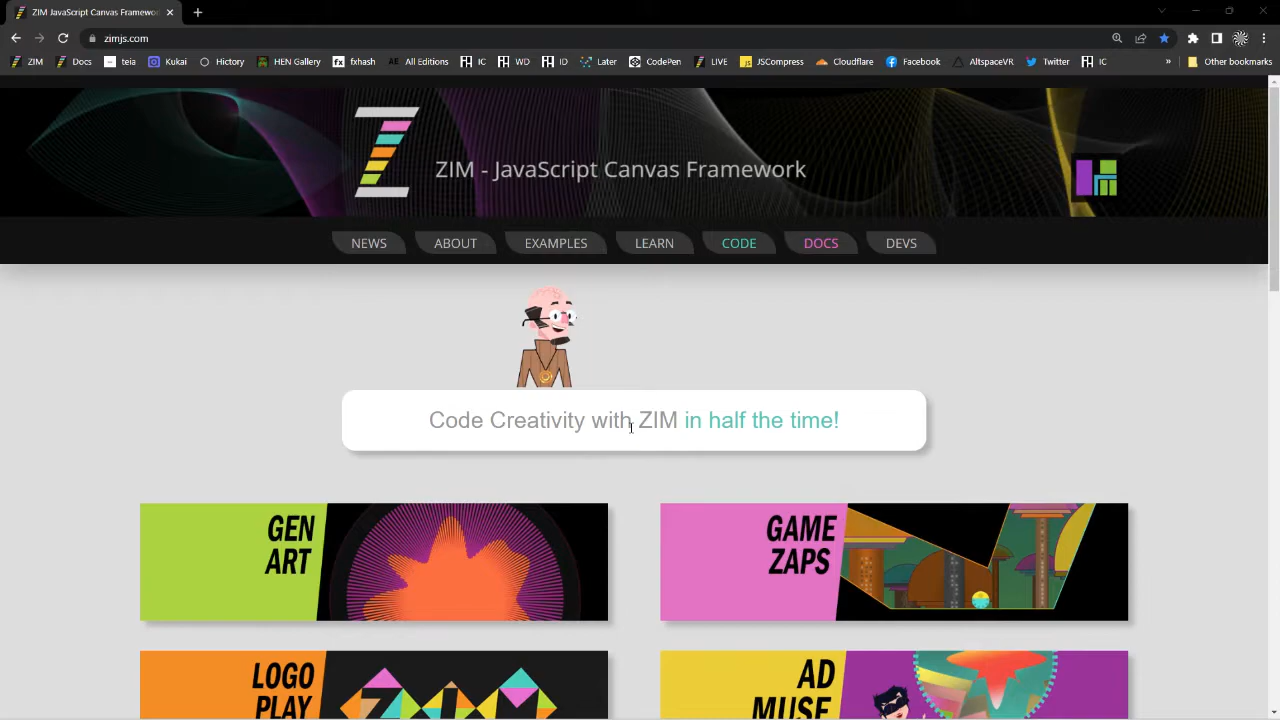 ZIM JavaScript Canvas Framewo
zimjs.com
ZIM Docs teia Kukai Hictory HEN Gallery fxhash All Editions IC WD ID Later CodePen LIVE JSCompress Cloudflare Facebook AltspaceVR Twitter IC » Other bookmarks
ZIM - JavaScript Canvas Framework
NEWS ABOUT EXAMPLES LEARN CODE DOCS DEVS
Code Creativity with ZIM in half the time!
GEN
ART
GAME
ZAPS
LOGO
PLAY
ZIM
AD
MUSE